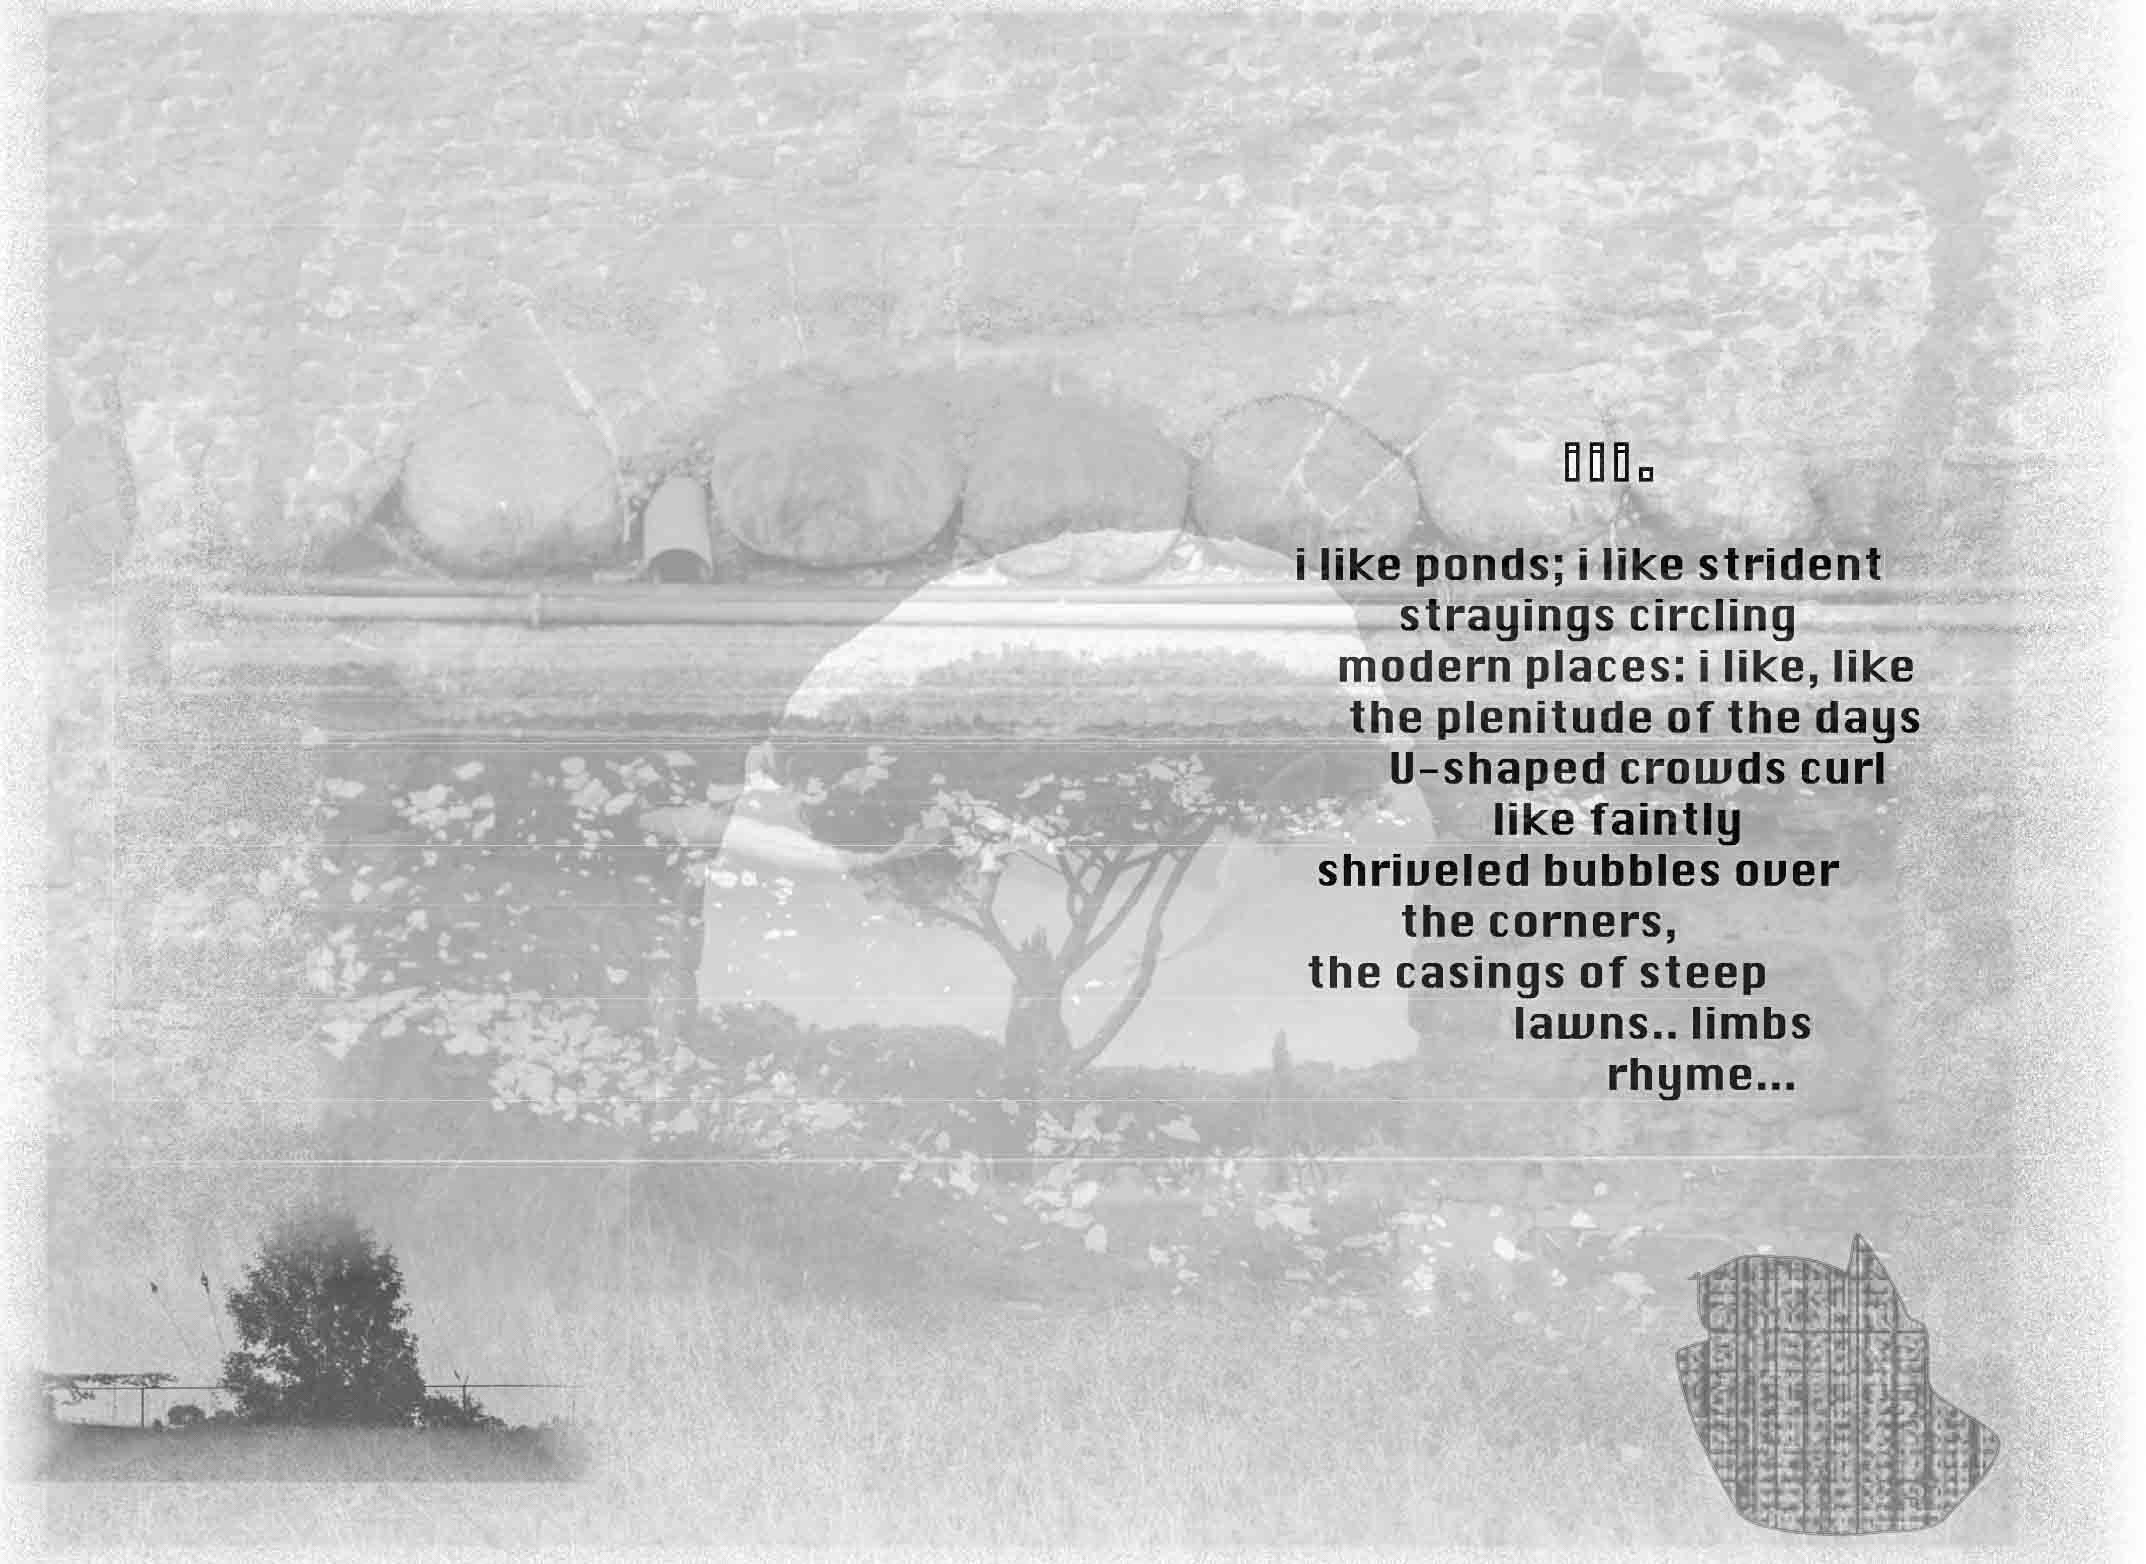 iii.
i like ponds; i like strident
strayings circling
modern places: i like, like
the plenitude of the days
U-shaped crowds curl
like faintly
shriveled bubbles over
the corners,
the casings of steep
lawns.. limbs
rhyme...